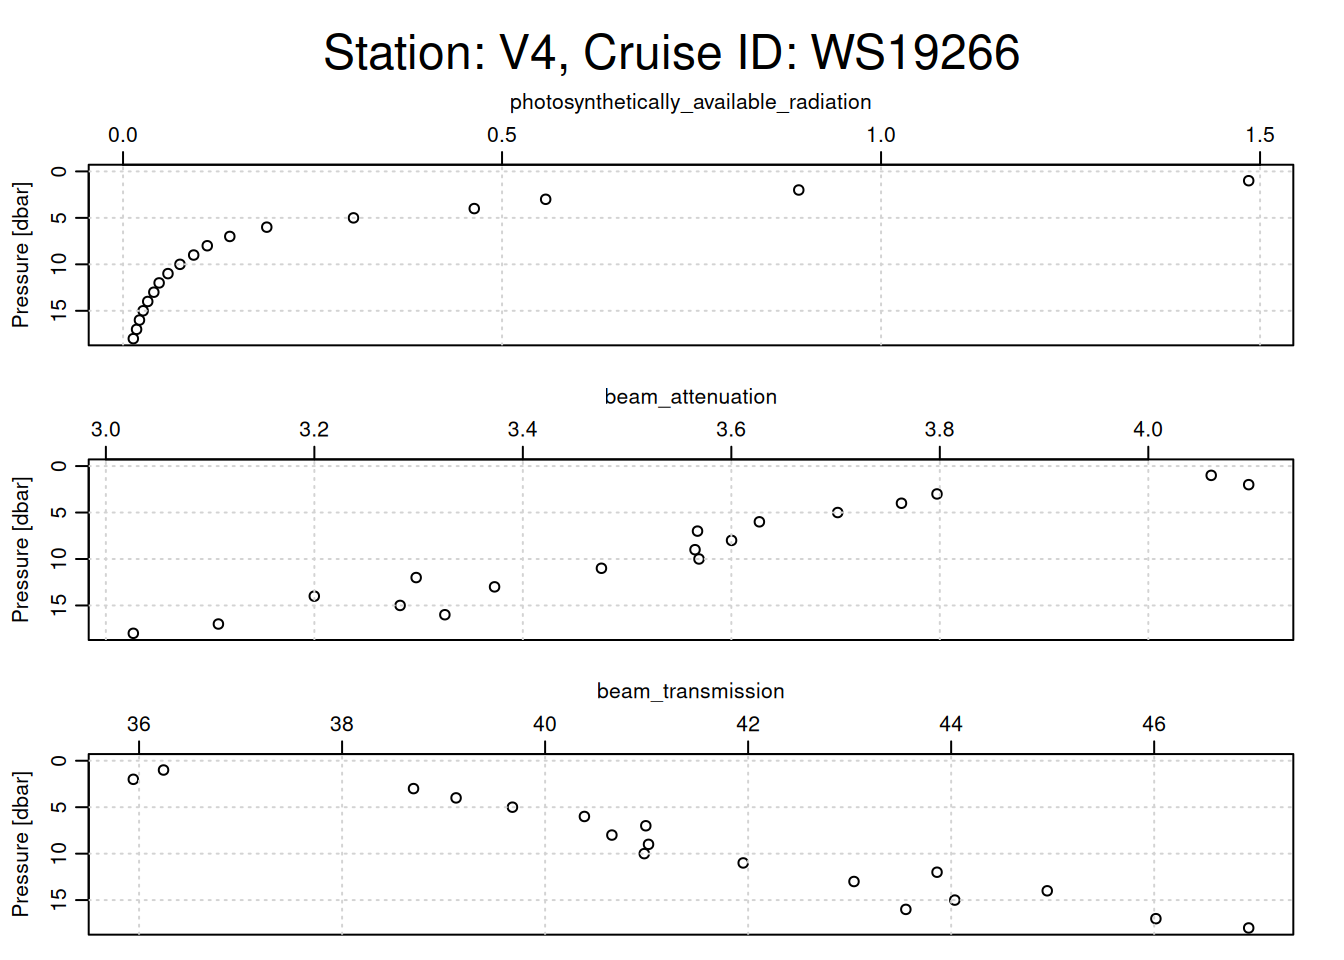 Station: V4, Cruise ID: WS19266
photosynthetically_available_radiation
0.0 0.5 1.0 1.5
Pressure [dbar]
0
5
10
15
beam_attenuation
3.0 3.2 3.4 3.6 3.8 4.0
Pressure [dbar]
0
5
10
15
beam_transmission
36 38 40 42 44 46
Pressure [dbar]
0
5
10
15